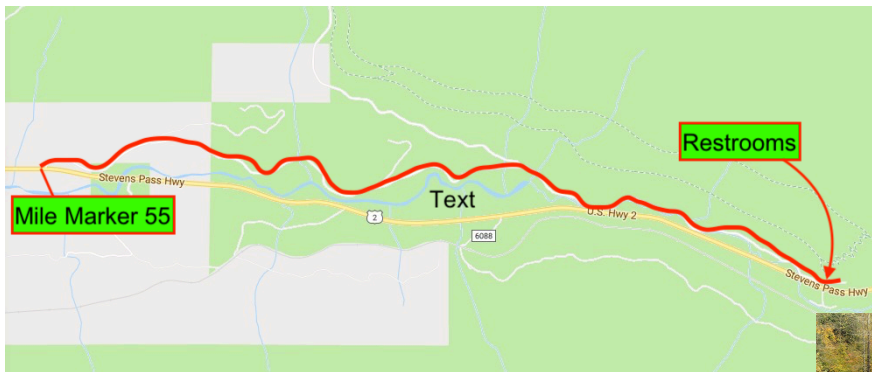 Restrooms
Stevens Pass Hwy
Mile Marker 55
Text
2
U.S. Hwy 2
6088
Stevens Pass Hwy